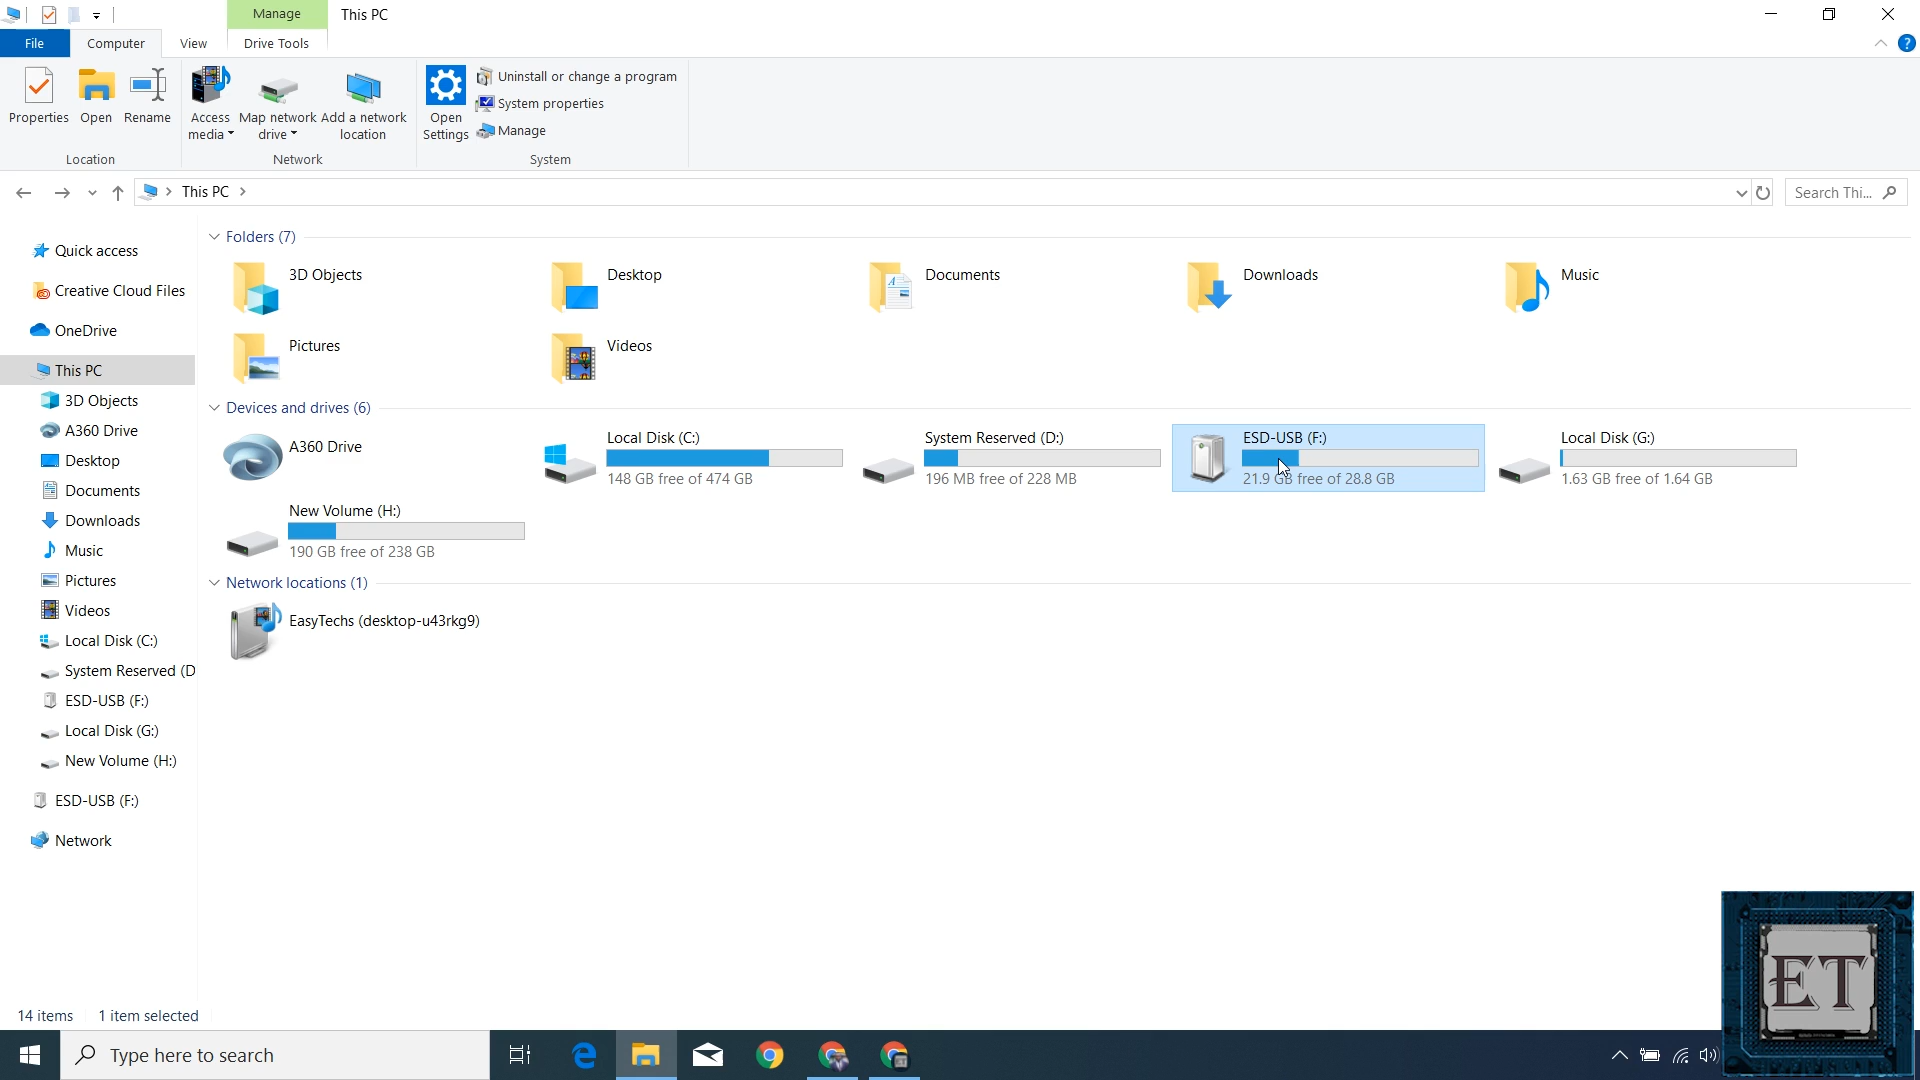 Manage
This PC
File
Computer
View
Drive Tools
Properties
Open
Rename
Access media
Map network drive
Add a network location
Open Settings
Uninstall or change a program
System properties
Manage
Location
Network
System
This PC
Search Thi...
Quick access
Creative Cloud Files
OneDrive
This PC
3D Objects
A360 Drive
Desktop
Documents
Downloads
Music
Pictures
Videos
Local Disk (C:)
System Reserved (D
ESD-USB (F:)
Local Disk (G:)
New Volume (H:)
ESD-USB (F:)
Network
Folders (7)
3D Objects
Desktop
Documents
Downloads
Music
Pictures
Videos
Devices and drives (6)
A360 Drive
Local Disk (C:)
148 GB free of 474 GB
System Reserved (D:)
196 MB free of 228 MB
ESD-USB (F:)
21.9 GB free of 28.8 GB
Local Disk (G:)
1.63 GB free of 1.64 GB
New Volume (H:)
190 GB free of 238 GB
Network locations (1)
EasyTechs (desktop-u43rkg9)
14 items
1 item selected
Type here to search
ET